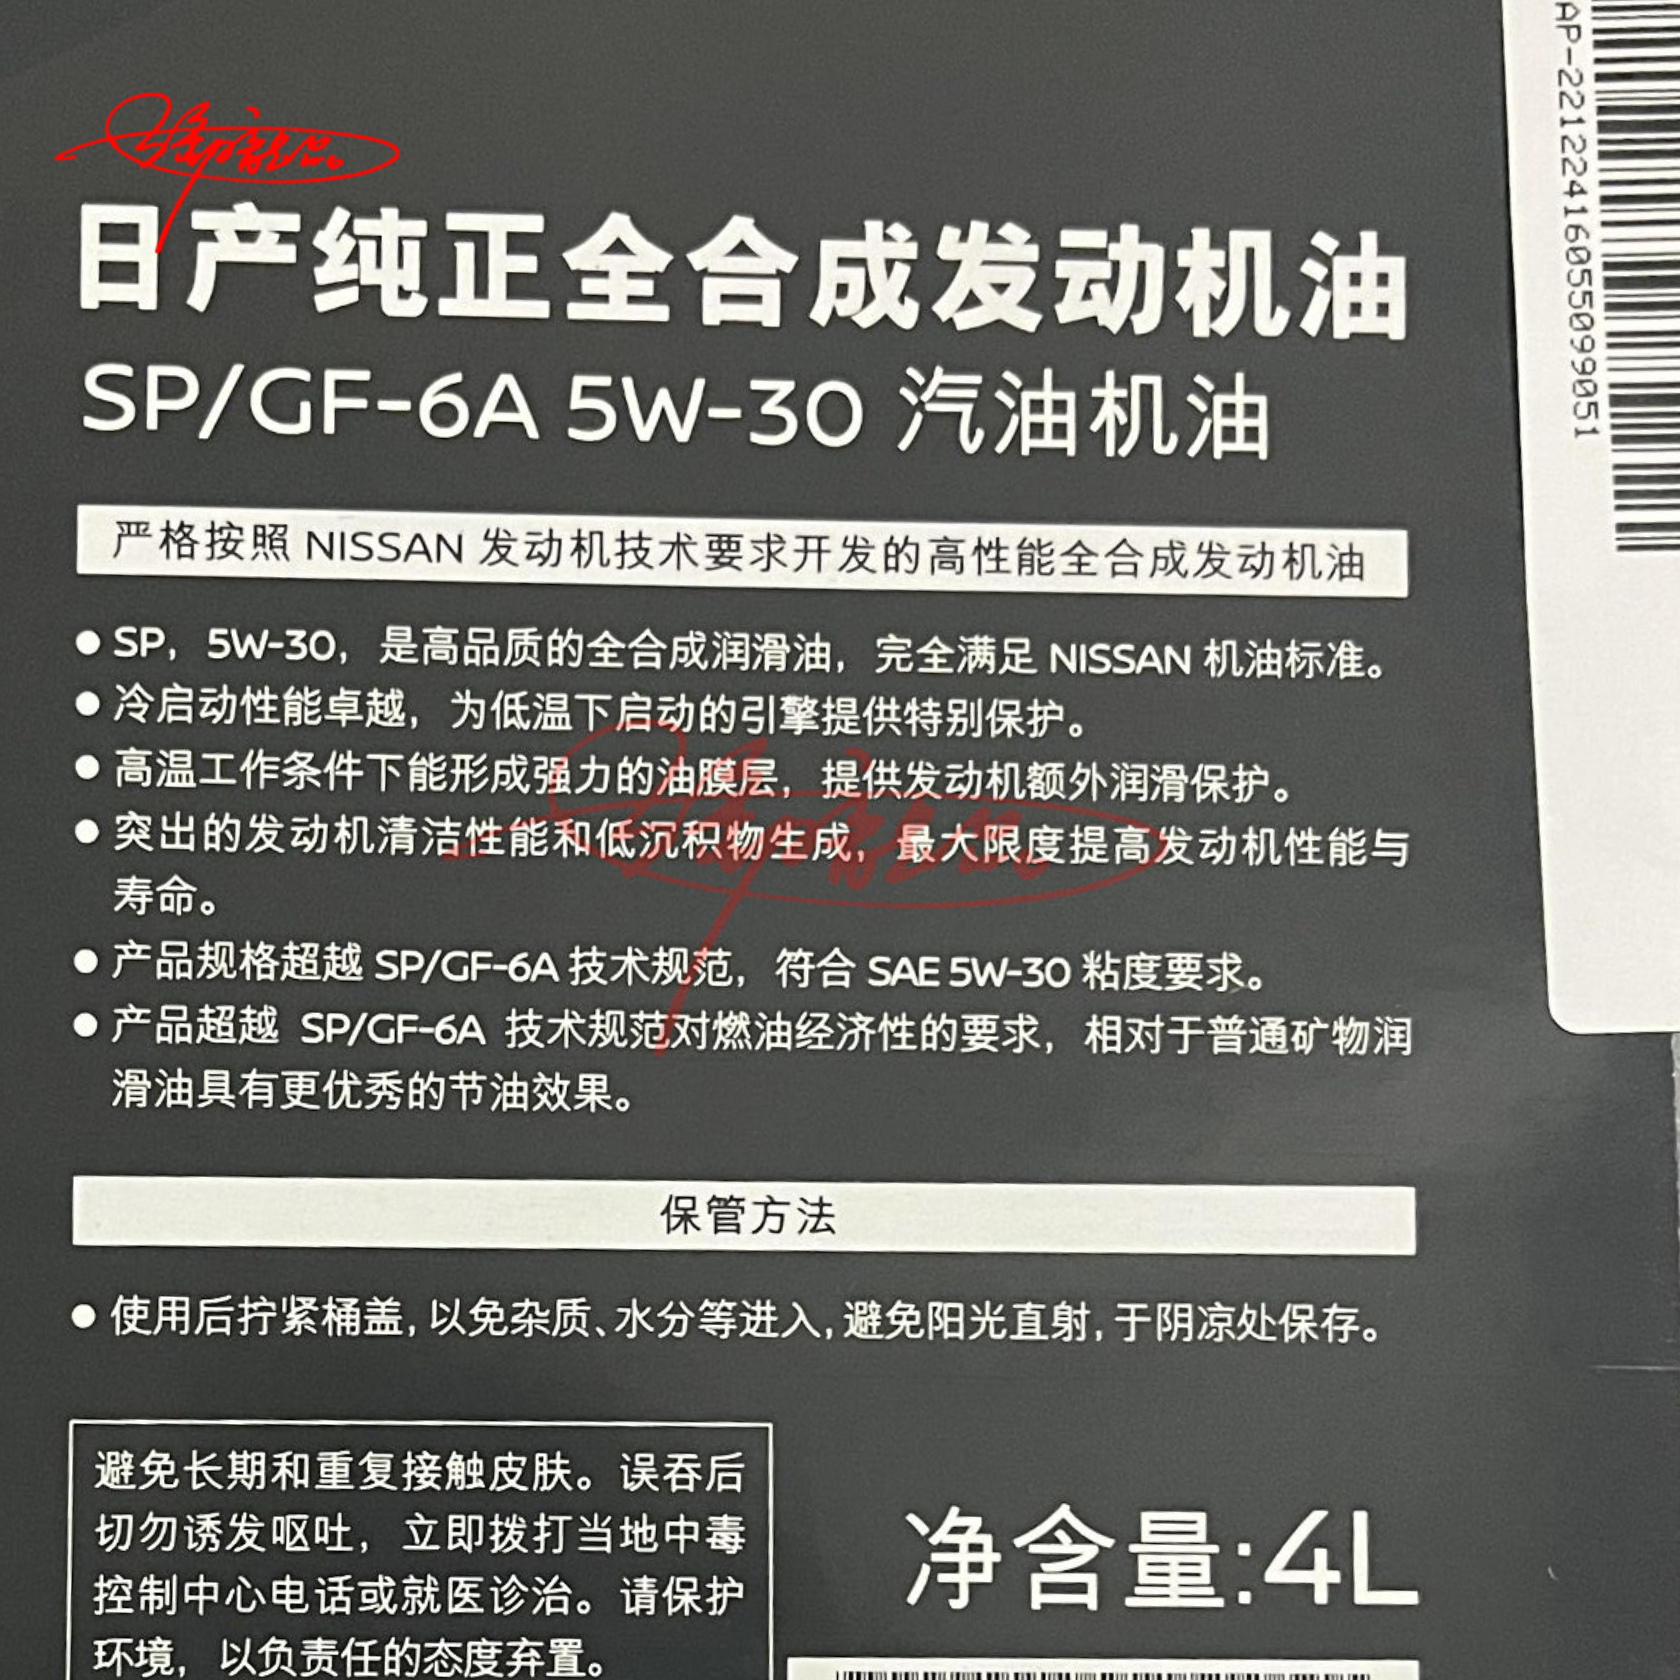 日产纯正全合成发动机油
SP/GF-6A 5W-30 汽油机油
严格按照 NISSAN 发动机技术要求开发的高性能全合成发动机油
● SP，5W-30，是高品质的全合成润滑油，完全满足 NISSAN 机油标准。
● 冷启动性能卓越，为低温下启动的引擎提供特别保护。
● 高温工作条件下能形成强力的油膜层，提供发动机额外润滑保护。
● 突出的发动机清洁性能和低沉积物生成，最大限度提高发动机性能与
寿命。
● 产品规格超越 SP/GF-6A 技术规范，符合 SAE 5W-30 粘度要求。
● 产品超越 SP/GF-6A 技术规范对燃油经济性的要求，相对于普通矿物润
滑油具有更优秀的节油效果。
保管方法
● 使用后拧紧桶盖，以免杂质、水分等进入，避免阳光直射，于阴凉处保存。
避免长期和重复接触皮肤。误吞后
切勿诱发呕吐，立即拨打当地中毒
控制中心电话或就医诊治。请保护
环境，以负责任的态度弃置。
净含量:4L
AP-22122416055099051